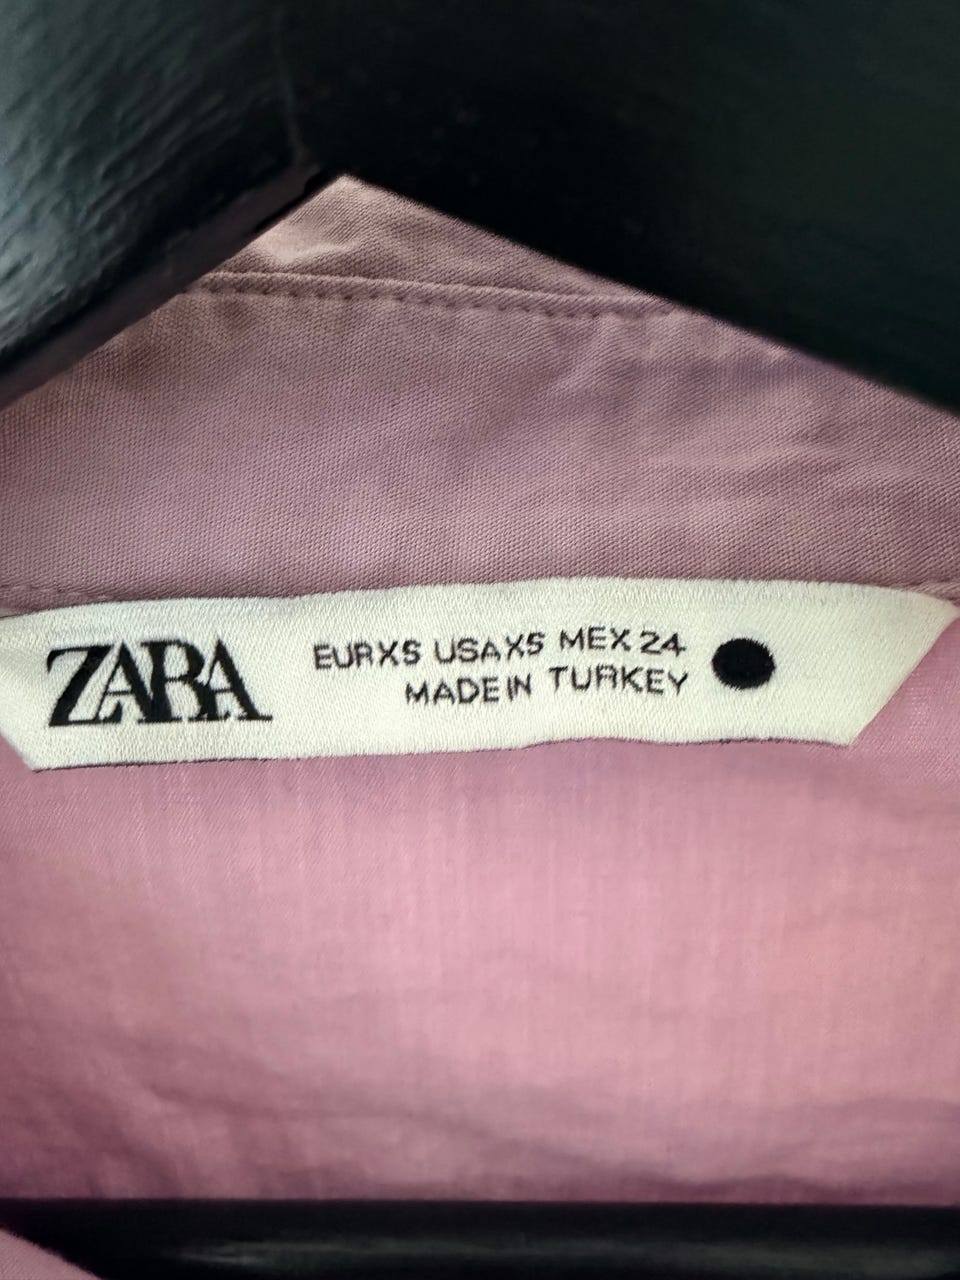 ZARA
EUR XS USA XS MEX 24
MADE IN TURKEY